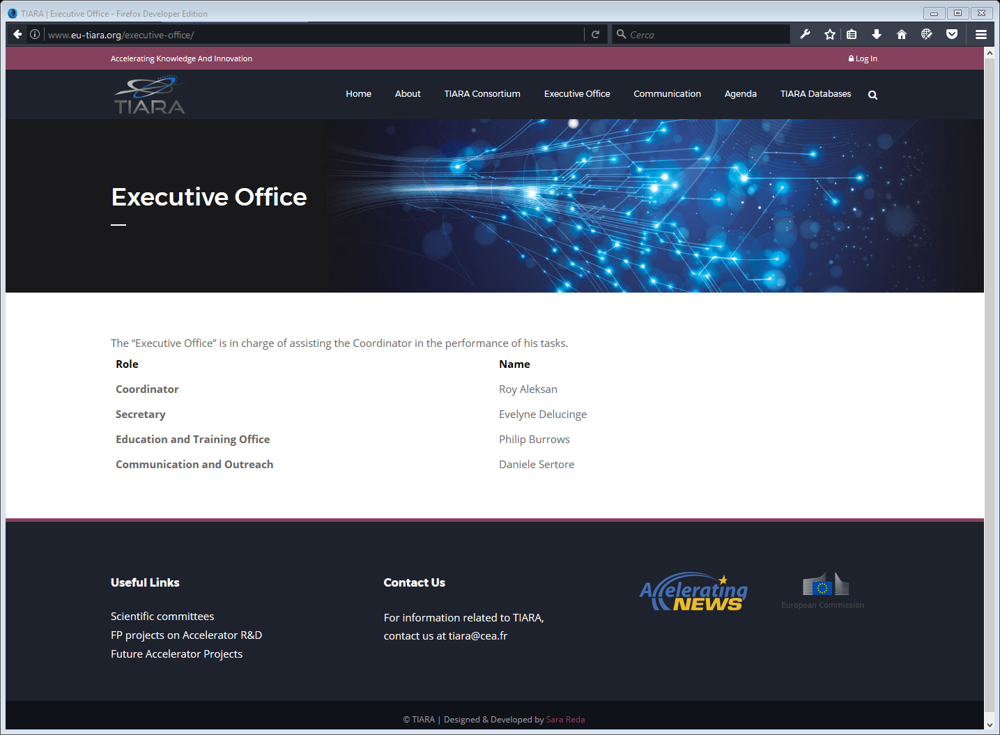 TIARA | Executive Office - Firefox Developer Edition
www.eu-tiara.org/executive-office/
Cerca
Accelerating Knowledge And Innovation
Log In
TIARA
Home
About
TIARA Consortium
Executive Office
Communication
Agenda
TIARA Databases
Executive Office
The “Executive Office” is in charge of assisting the Coordinator in the performance of his tasks.
Role Name
Coordinator Roy Aleksan
Secretary Evelyne Delucinge
Education and Training Office Philip Burrows
Communication and Outreach Daniele Sertore
Useful Links
Scientific committees
FP projects on Accelerator R&D
Future Accelerator Projects
Contact Us
For information related to TIARA,
contact us at tiara@cea.fr
Accelerating
NEWS
European Commission
© TIARA | Designed & Developed by Sara Reda